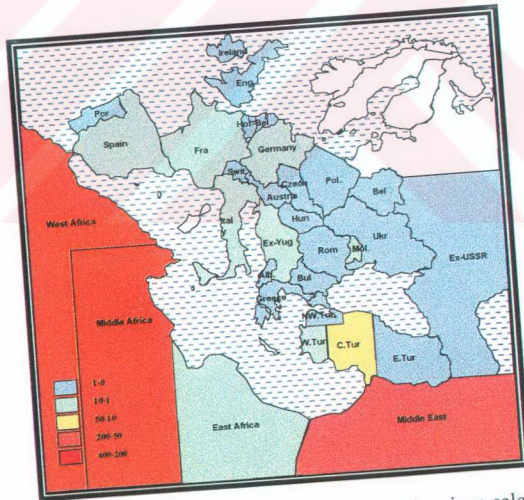 Ireland
Eng
Por
Spain
Fra
Hol-Bel
Germany
Swit
Czech
Austria
Pol.
Bel
Ital
Hun
Ex-Yug
Rom
Mol
Ukr
Ex-USSR
Alb
Bul
Greece
NW.Tur
W.Tur
C.Tur
E.Tur
West Africa
Middle Africa
East Africa
Middle East
1-0
10-1
50-10
200-50
400-200